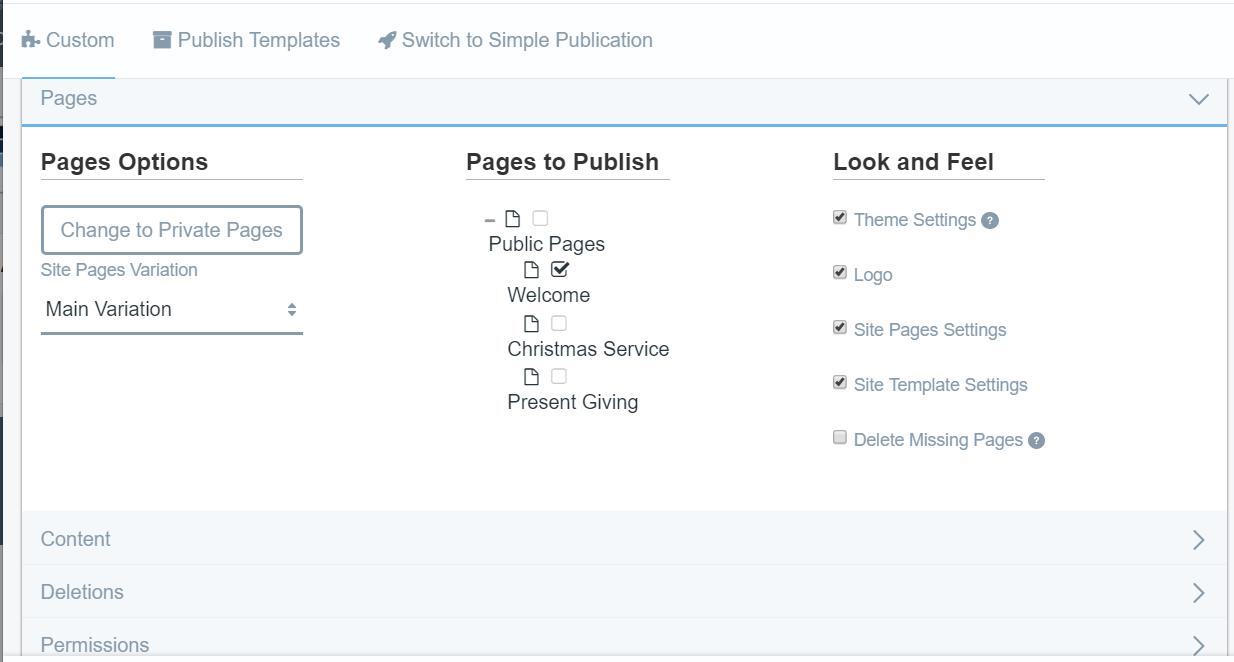 Custom
Publish Templates
Switch to Simple Publication
Pages
Pages Options
Change to Private Pages
Site Pages Variation
Main Variation
Pages to Publish
Public Pages
Welcome
Christmas Service
Present Giving
Look and Feel
Theme Settings ?
Logo
Site Pages Settings
Site Template Settings
Delete Missing Pages ?
Content
Deletions
Permissions